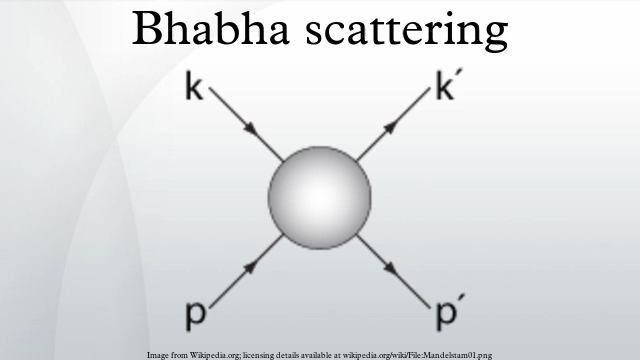 Bhabha scattering
k k´
p p´
Image from Wikipedia.org; licensing details available at wikipedia.org/wiki/File:Mandelstam01.png